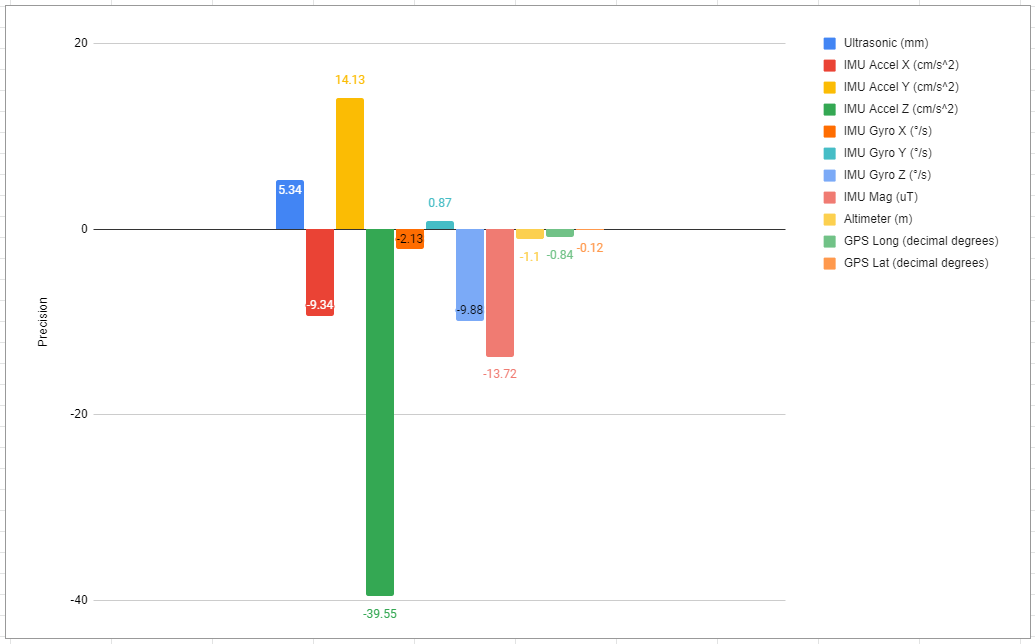 20
0
-20
-40
Precision
5.34
-9.34
14.13
-39.55
-2.13
0.87
-9.88
-13.72
-1.1
-0.84
-0.12
Ultrasonic (mm)
IMU Accel X (cm/s^2)
IMU Accel Y (cm/s^2)
IMU Accel Z (cm/s^2)
IMU Gyro X (°/s)
IMU Gyro Y (°/s)
IMU Gyro Z (°/s)
IMU Mag (uT)
Altimeter (m)
GPS Long (decimal degrees)
GPS Lat (decimal degrees)